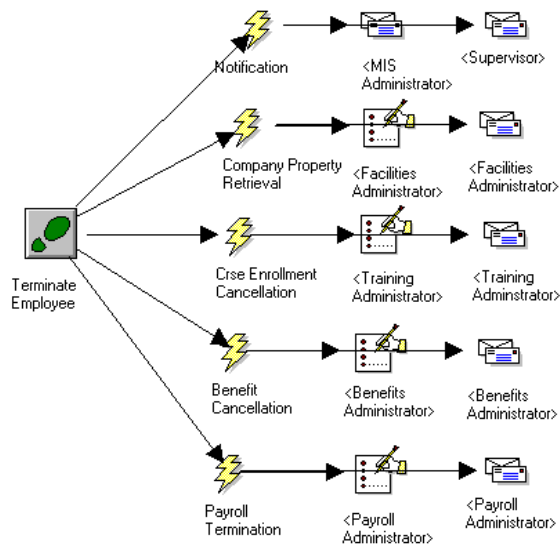 Notification
<MIS
Administrator>
<Supervisor>
Company Property
Retrieval
<Facilities
Administrator>
<Facilities
Administrator>
Terminate
Employee
Crse Enrollment
Cancellation
<Training
Administrator>
<Training
Adminstrator>
Benefit
Cancellation
<Benefits
Administrator>
<Benefits
Administrator>
Payroll
Termination
<Payroll
Administrator>
<Payroll
Administrator>